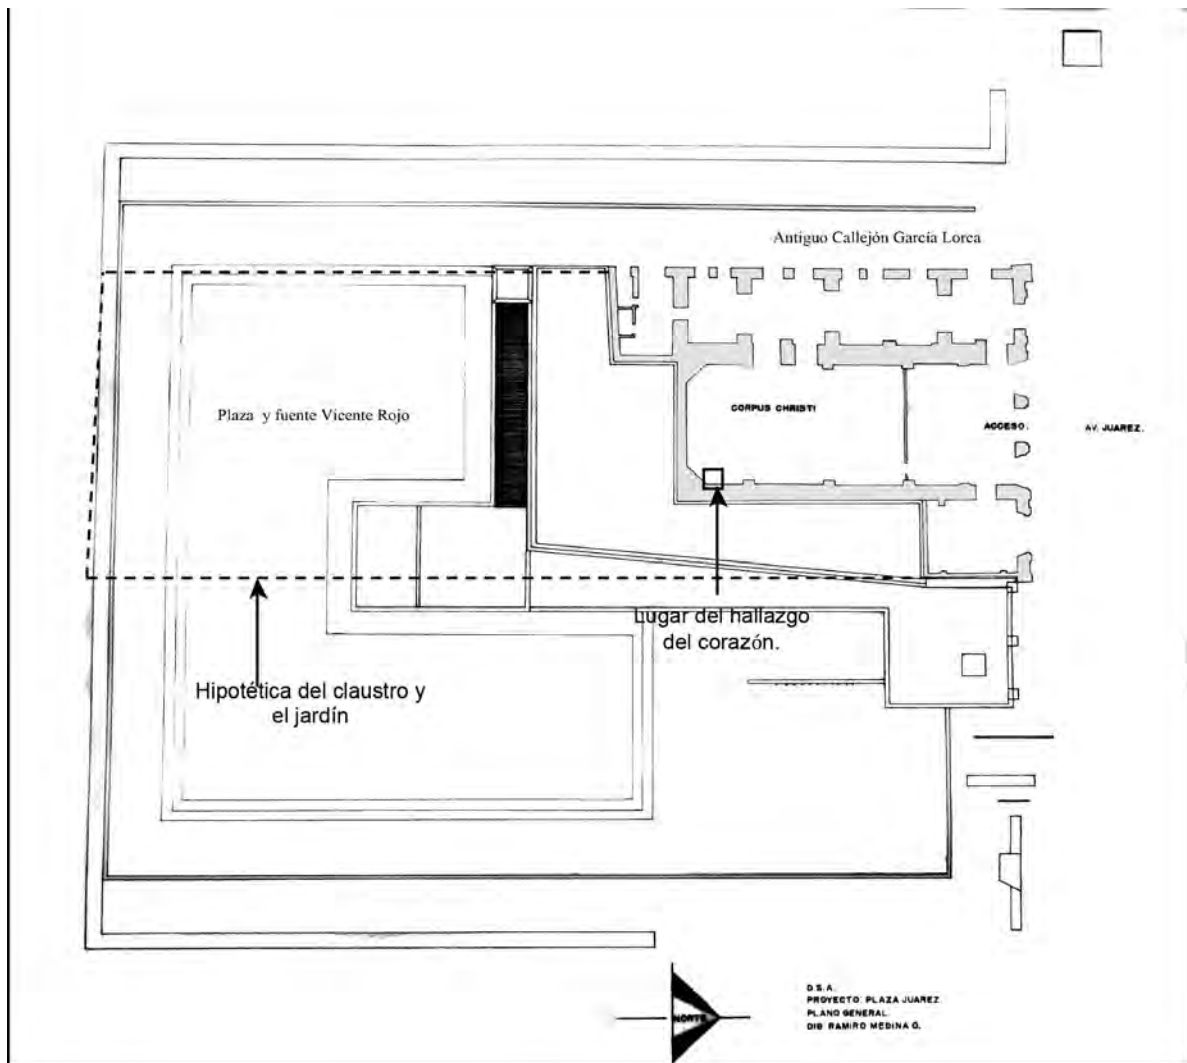 Antiguo Callejón García Lorca
Plaza y fuente Vicente Rojo
CORPUS CHRISTI
ACCESO.
AV. JUAREZ.
Lugar del hallazgo
del corazón.
Hipotética del claustro y
el jardín
NORTE
D.S.A.
PROYECTO PLAZA JUAREZ
PLANO GENERAL
DIB RAMIRO MEDINA O.